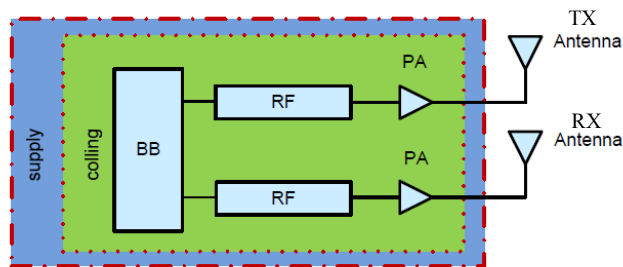 supply
colling
BB
RF
PA
TX
Antenna
RF
PA
RX
Antenna